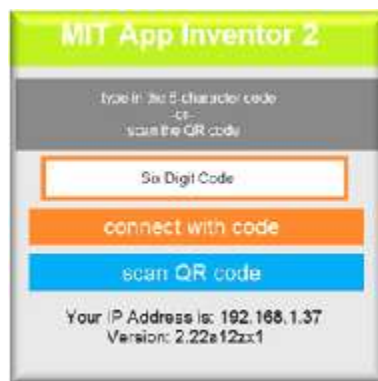 MIT App Inventor 2
type in the 6-character code
-or-
scan the QR code
Six Digit Code
connect with code
scan QR code
Your IP Address is: 192.168.1.37
Version: 2.22a12zx1